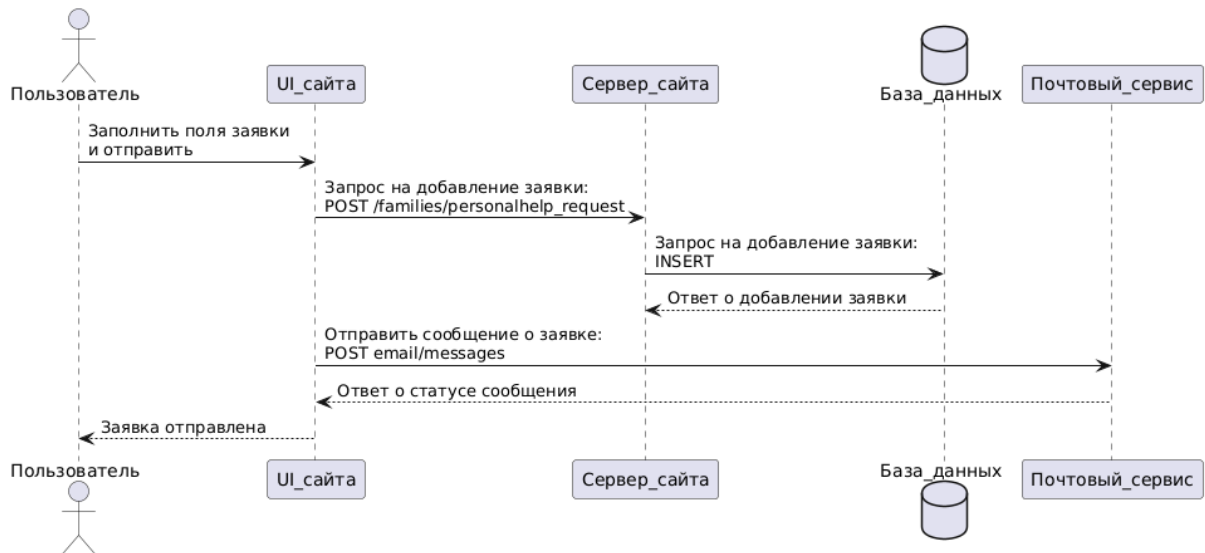 Пользователь
UI_сайта
Сервер_сайта
База_данных
Почтовый_сервис
Заполнить поля заявки
и отправить
Запрос на добавление заявки:
POST /families/personalhelp_request
Запрос на добавление заявки:
INSERT
Ответ о добавлении заявки
Отправить сообщение о заявке:
POST email/messages
Ответ о статусе сообщения
Заявка отправлена
Пользователь
UI_сайта
Сервер_сайта
База_данных
Почтовый_сервис